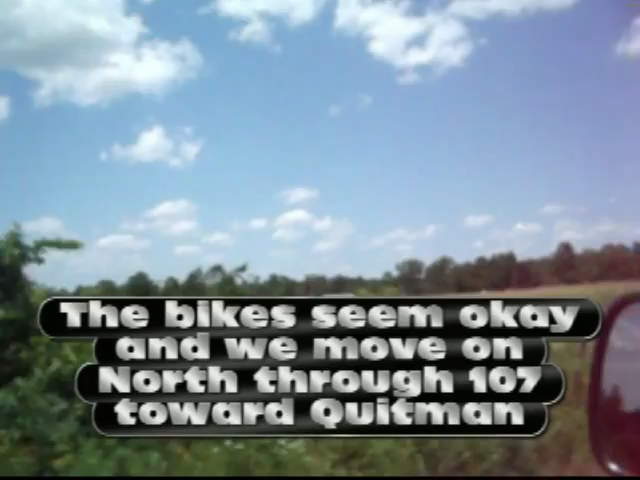 The bikes seem okay
and we move on
North through 107
toward Quitman